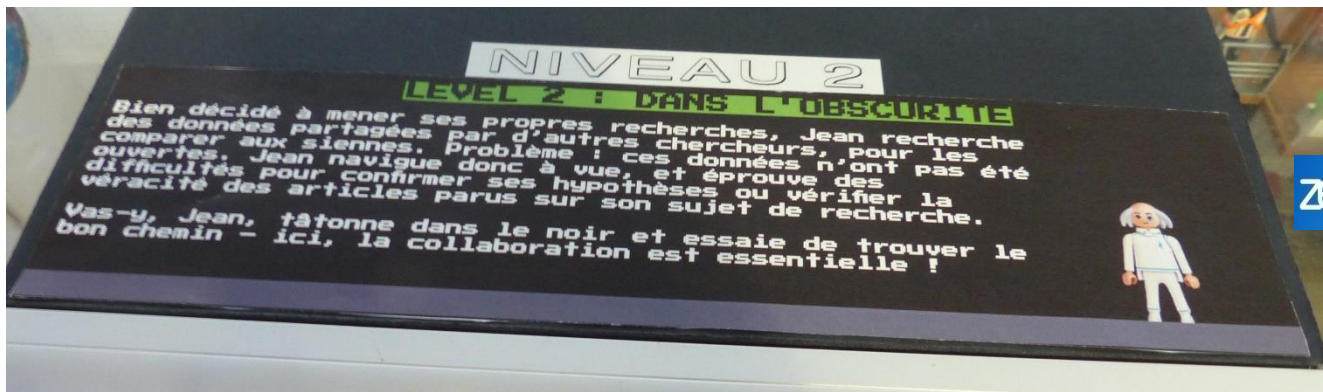 NIVEAU 2
LEVEL 2 : DANS L'OBSCURITE
Bien décidé à mener ses propres recherches, Jean recherche
des données partagées par d'autres chercheurs, pour les
comparer aux siennes. Problème : ces données n'ont pas été
ouvertes. Jean navigue donc à vue, et éprouve des
difficultés pour confirmer ses hypothèses ou vérifier la
véracité des articles parus sur son sujet de recherche.
Vas-y, Jean, tâtonne dans le noir et essaie de trouver le
bon chemin - ici, la collaboration est essentielle !